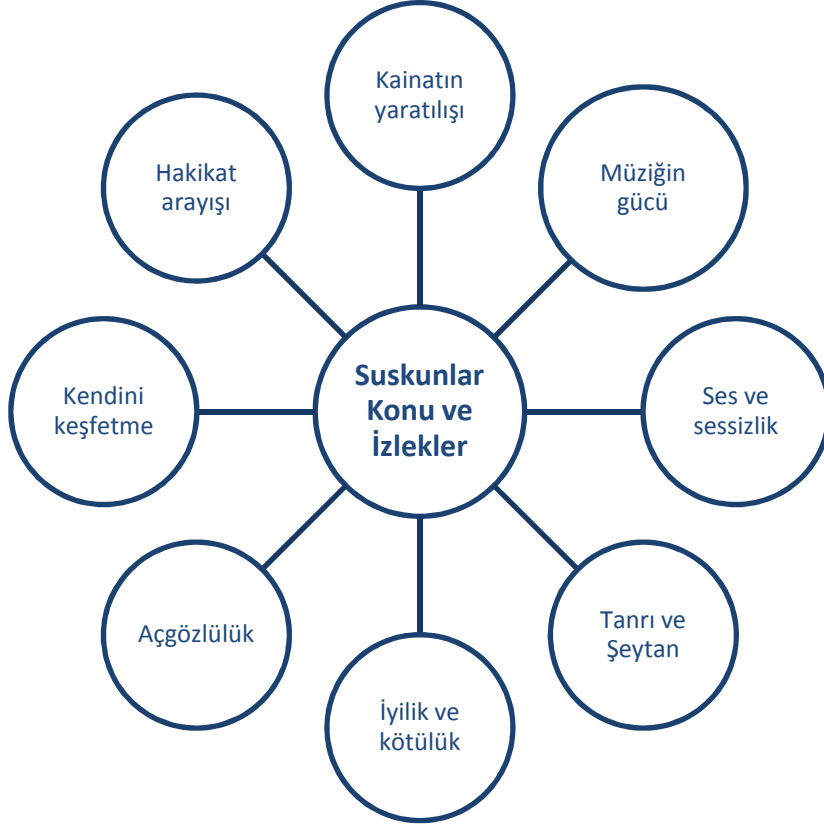 Kainatın
yaratılışı
Müziğin
gücü
Hakikat
arayışı
Suskunlar
Konu ve
İzlekler
Kendini
keşfetme
Ses ve
sessizlik
Açgözlülük
Tanrı ve
Şeytan
İyilik ve
kötülük